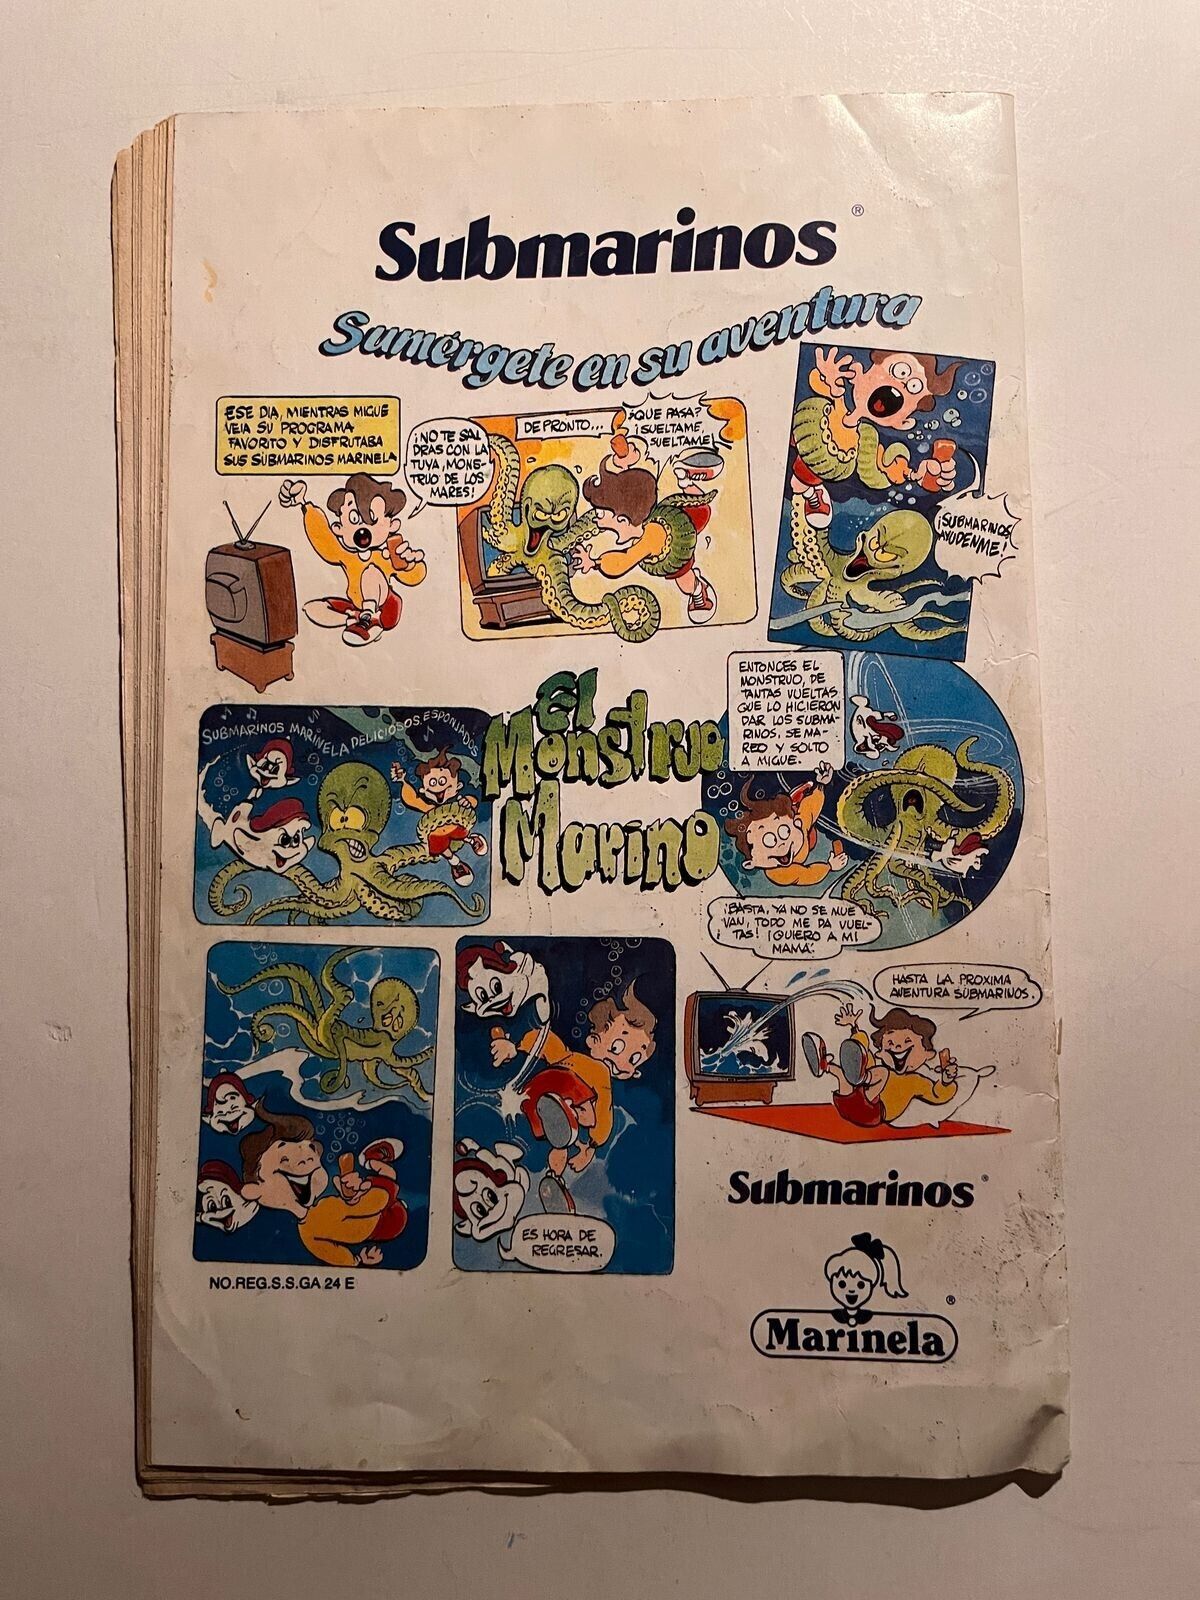 Submarinos®
Sumérgete en su aventura
ESE DIA, MIENTRAS MIGUE
VEIA SU PROGRAMA
FAVORITO Y DISFRUTABA
SUS SUBMARINOS MARINELA
¡NO TE SAL
DRAS CON LA
TUYA, MONS-
TRUO DE LOS
MARES!
DE PRONTO...
¿QUE PASA?
¡SUELTAME,
SUELTAME!
¡SUBMARINOS
AYUDENME!
SUBMARINOS MARINELA DELICIOSOS, ESPONJADOS
El
Monstruo
Marino
ENTONCES EL
MONSTRUO, DE
TANTAS VUELTAS
QUE LO HICIERON
DAR LOS SUBMA-
RINOS, SE MA-
REO Y SOLTO
A MIGUE.
¡BASTA, YA NO SE MUE
VAN, TODO ME DA VUEL-
TAS! ¡QUIERO A MI
MAMÁ!
ES HORA DE
REGRESAR.
HASTA LA PROXIMA
AVENTURA SUBMARINOS.
NO.REG.S.S.GA 24 E
Submarinos®
Marinela®